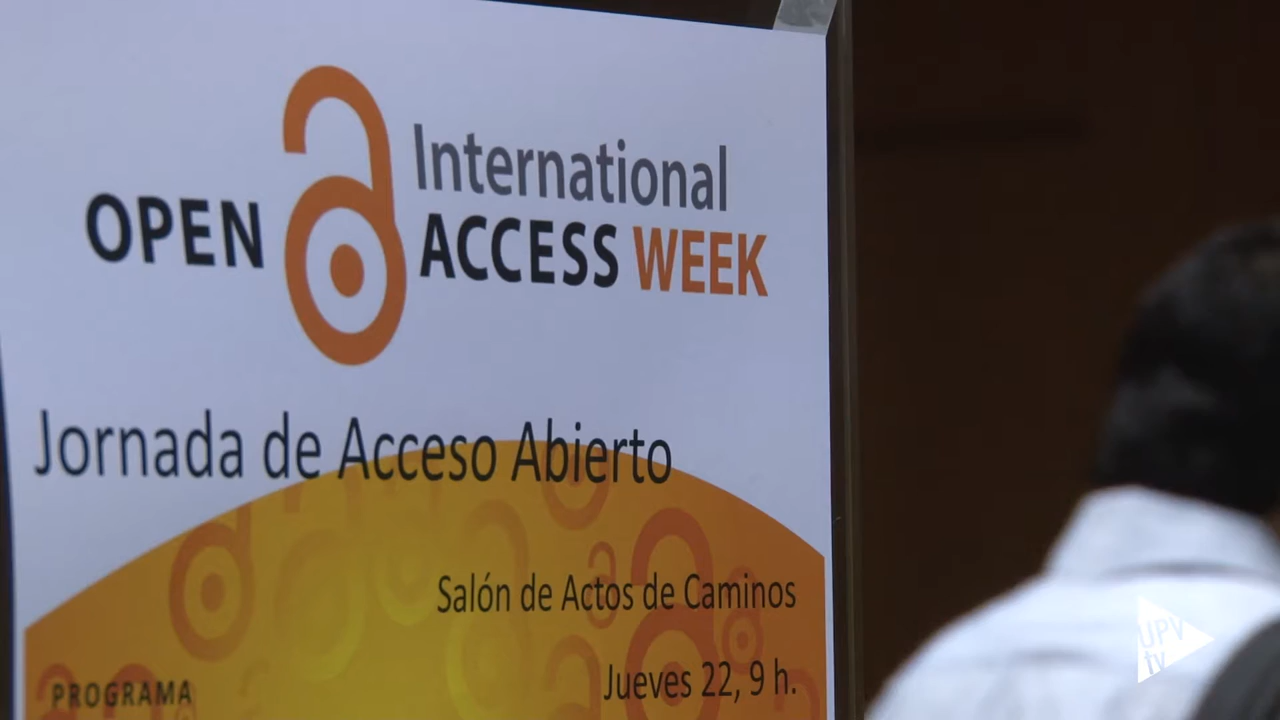 International
OPEN ACCESS WEEK
Jornada de Acceso Abierto
Salón de Actos de Caminos
Jueves 22, 9 h.
PROGRAMA
UPV
tv